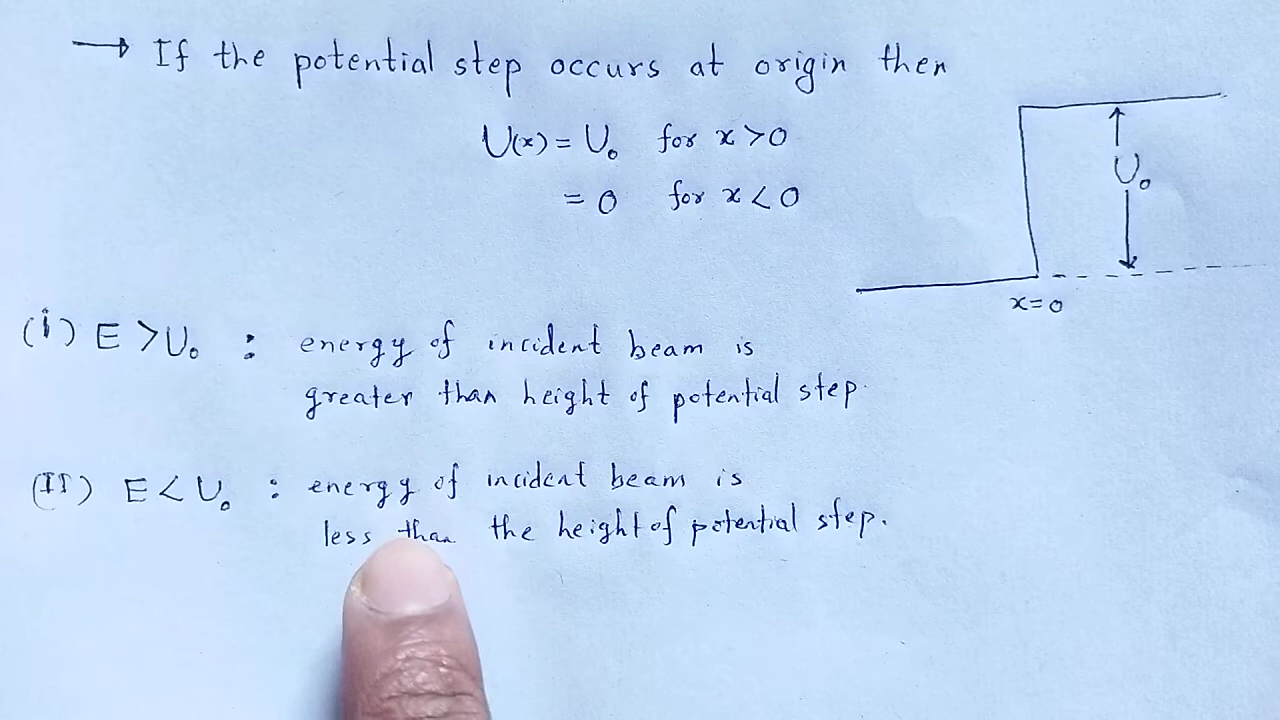 → If the potential step occurs at origin then
U(x) = U₀ for x > 0
= 0 for x < 0
U₀
x = 0
(i) E > U₀ : energy of incident beam is
greater than height of potential step.
(II) E < U₀ : energy of incident beam is
less than the height of potential step.